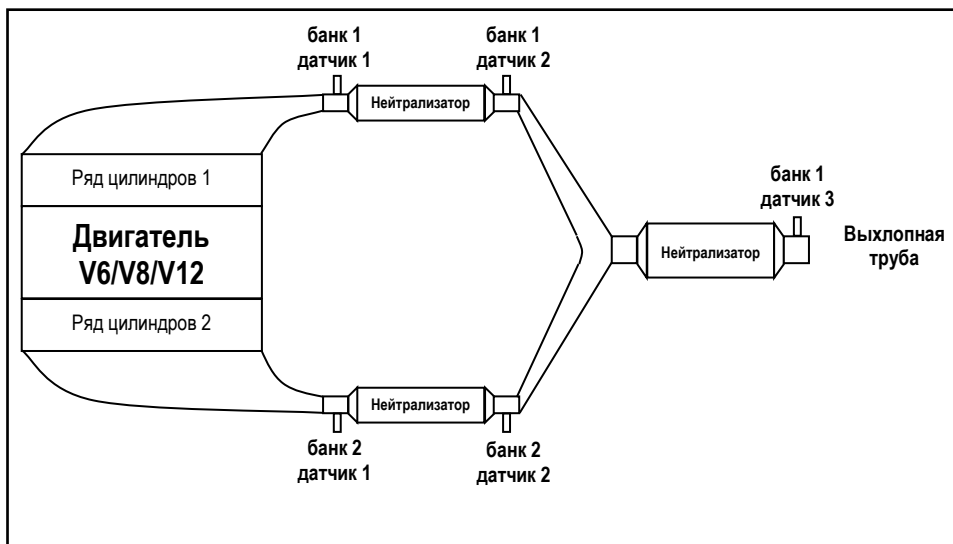 банк 1
датчик 1
банк 1
датчик 2
Нейтрализатор
Ряд цилиндров 1
Двигатель
V6/V8/V12
Ряд цилиндров 2
банк 1
датчик 3
Нейтрализатор
Выхлопная
труба
Нейтрализатор
банк 2
датчик 1
банк 2
датчик 2